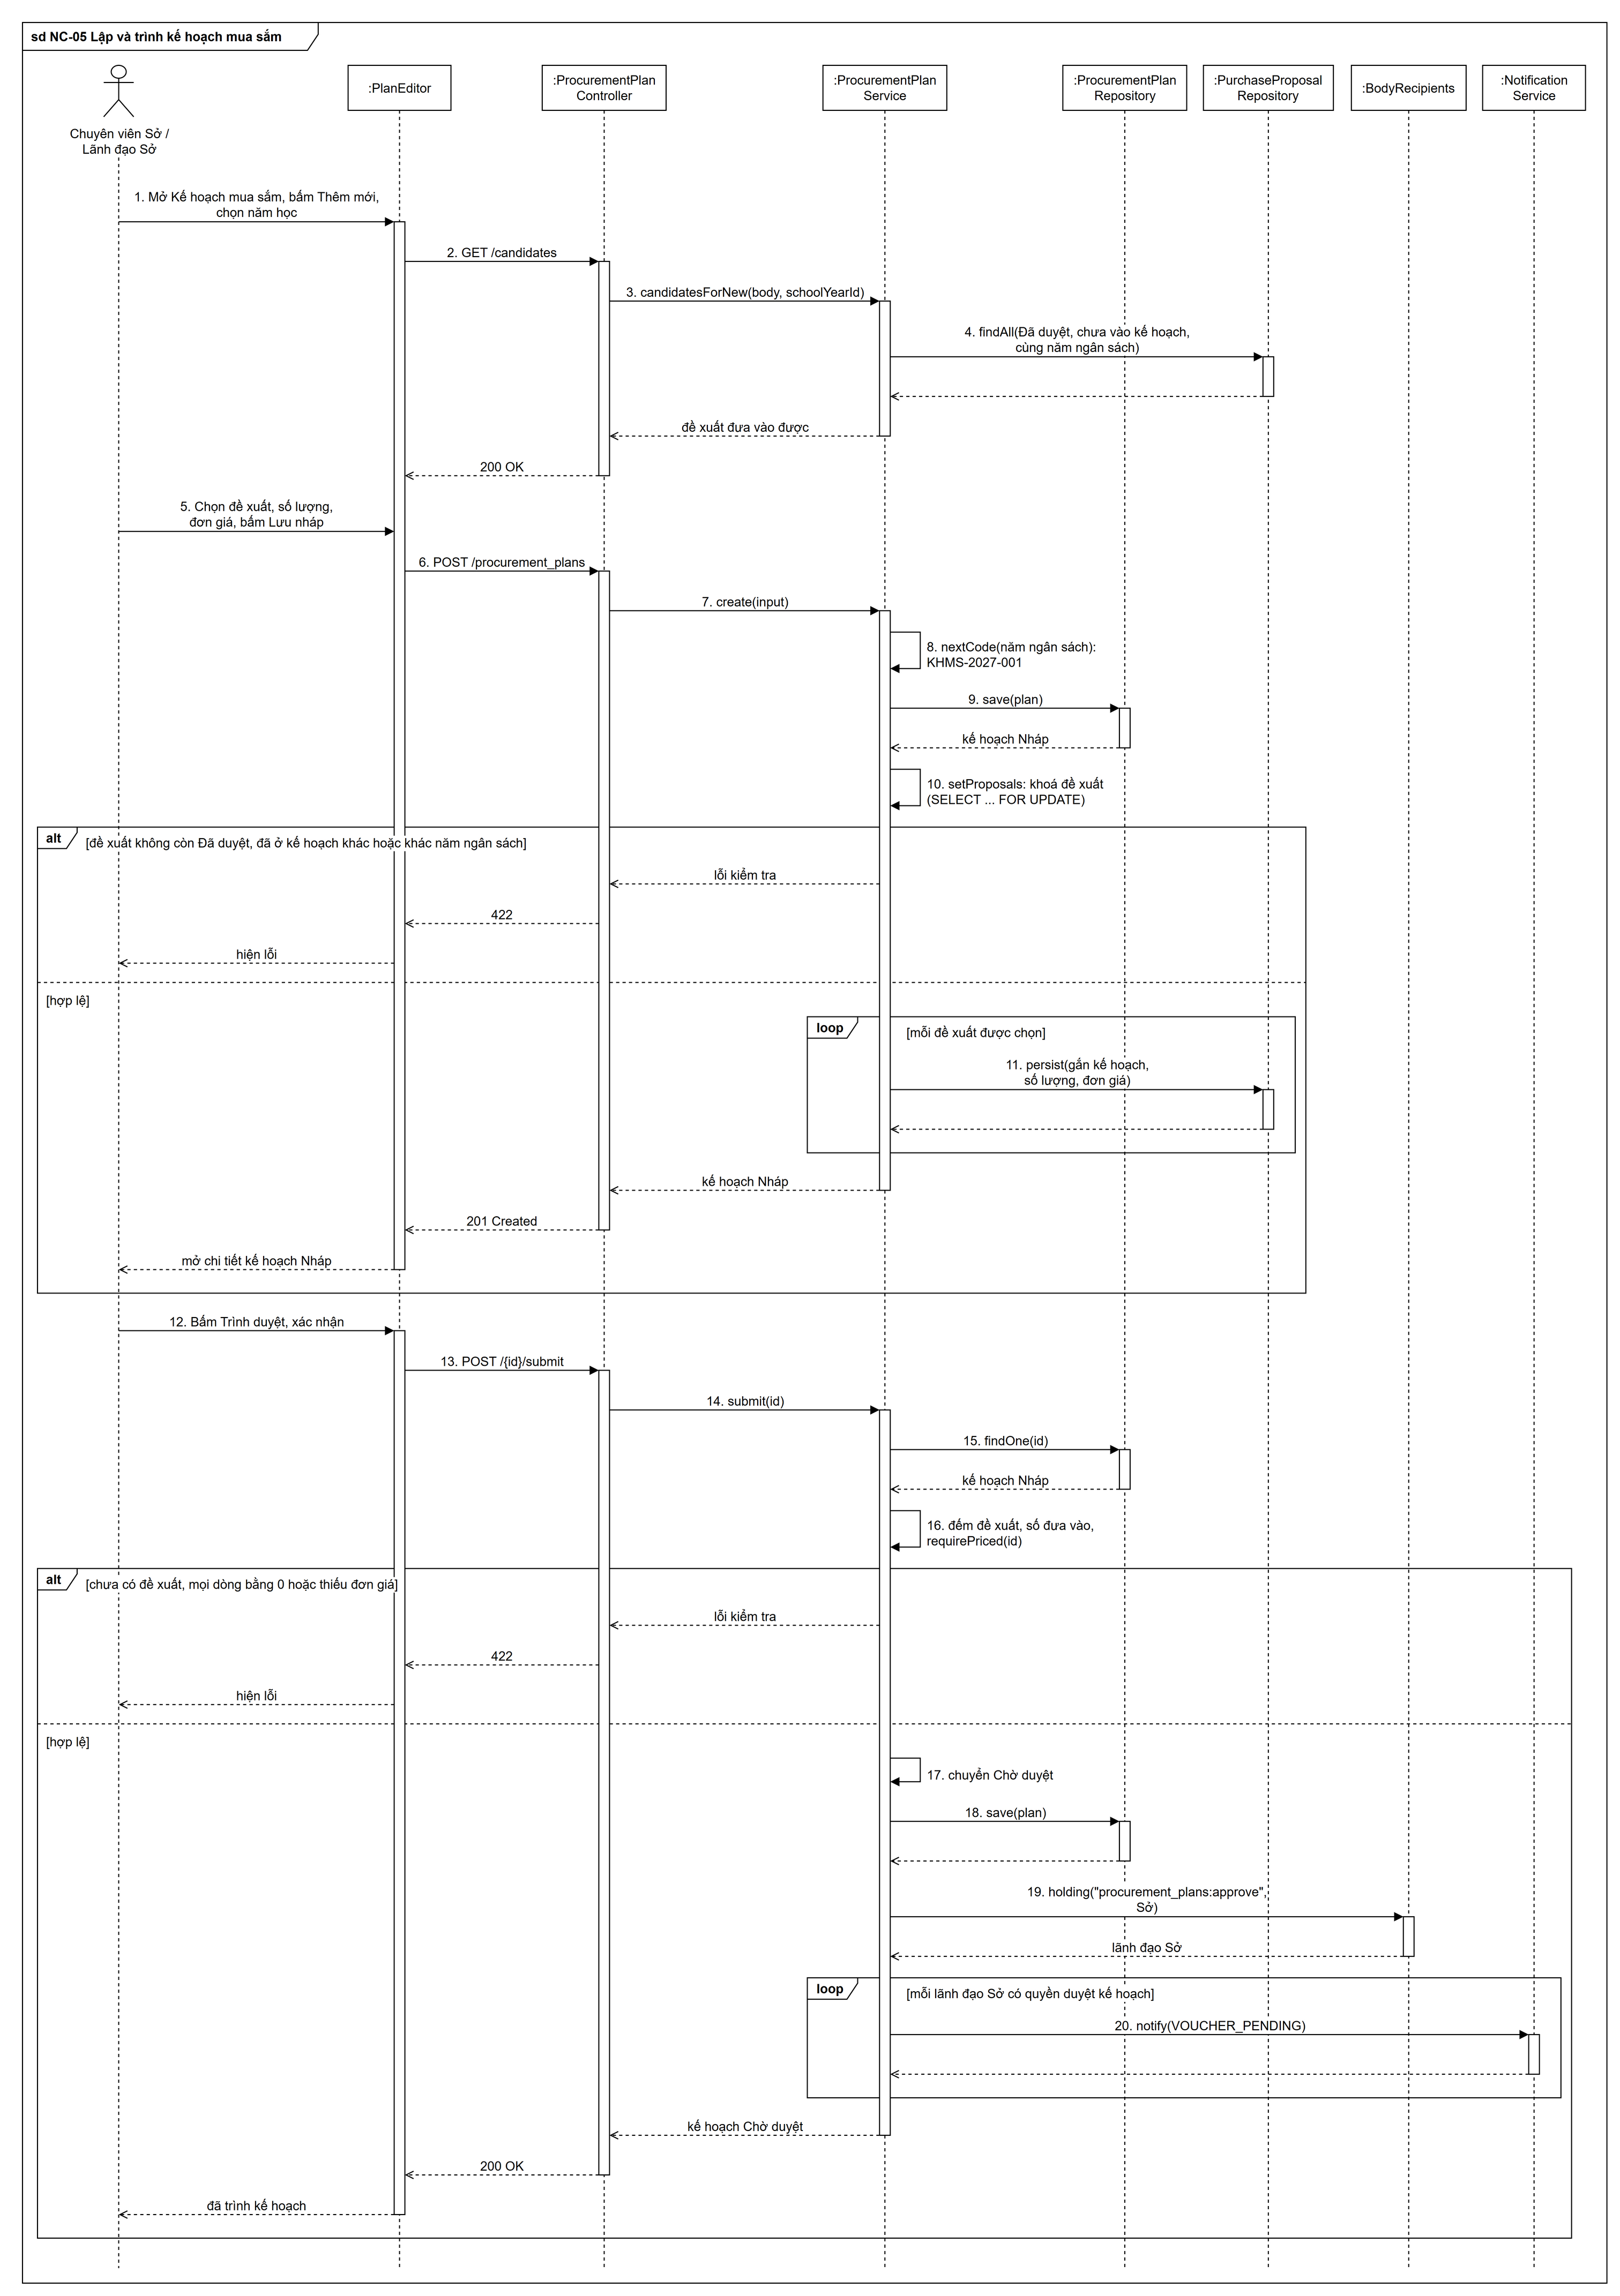 sd NC-05 Lập và trình kế hoạch mua sắm
Chuyên viên Sở /
Lãnh đạo Sở
:PlanEditor
:ProcurementPlan
Controller
:ProcurementPlan
Service
:ProcurementPlan
Repository
:PurchaseProposal
Repository
:BodyRecipients
:Notification
Service
1. Mở Kế hoạch mua sắm, bấm Thêm mới,
chọn năm học
2. GET /candidates
3. candidatesForNew(body, schoolYearId)
4. findAll(Đã duyệt, chưa vào kế hoạch,
cùng năm ngân sách)
đề xuất đưa vào được
200 OK
5. Chọn đề xuất, số lượng,
đơn giá, bấm Lưu nháp
6. POST /procurement_plans
7. create(input)
8. nextCode(năm ngân sách):
KHMS-2027-001
9. save(plan)
kế hoạch Nháp
10. setProposals: khoá đề xuất
(SELECT ... FOR UPDATE)
alt
[đề xuất không còn Đã duyệt, đã ở kế hoạch khác hoặc khác năm ngân sách]
lỗi kiểm tra
422
hiện lỗi
[hợp lệ]
loop
[mỗi đề xuất được chọn]
11. persist(gắn kế hoạch,
số lượng, đơn giá)
kế hoạch Nháp
201 Created
mở chi tiết kế hoạch Nháp
12. Bấm Trình duyệt, xác nhận
13. POST /{id}/submit
14. submit(id)
15. findOne(id)
kế hoạch Nháp
16. đếm đề xuất, số đưa vào,
requirePriced(id)
alt
[chưa có đề xuất, mọi dòng bằng 0 hoặc thiếu đơn giá]
lỗi kiểm tra
422
hiện lỗi
[hợp lệ]
17. chuyển Chờ duyệt
18. save(plan)
19. holding("procurement_plans:approve",
Sở)
lãnh đạo Sở
loop
[mỗi lãnh đạo Sở có quyền duyệt kế hoạch]
20. notify(VOUCHER_PENDING)
kế hoạch Chờ duyệt
200 OK
đã trình kế hoạch